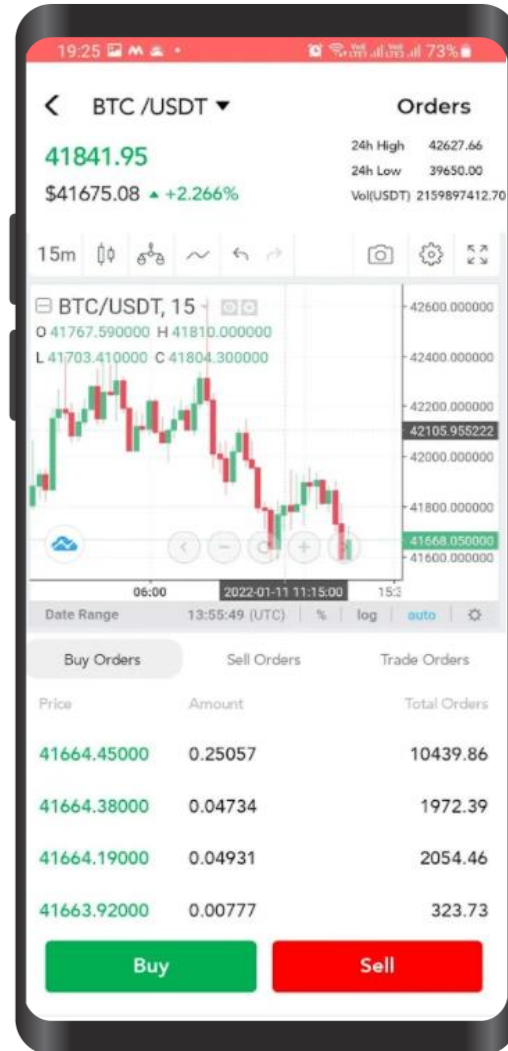 19:25 73%
BTC /USDT Orders
41841.95
24h High 42627.66
$41675.08 +2.266%
24h Low 39650.00
Vol(USDT) 2159897412.70
15m
BTC/USDT, 15
O 41767.590000 H 41810.000000
L 41703.410000 C 41804.300000
42600.000000
42400.000000
42200.000000
42105.955222
42000.000000
41800.000000
41668.050000
41600.000000
06:00 2022-01-11 11:15:00 15:3
Date Range 13:55:49 (UTC) % log auto
Buy Orders Sell Orders Trade Orders
Price Amount Total Orders
41664.45000 0.25057 10439.86
41664.38000 0.04734 1972.39
41664.19000 0.04931 2054.46
41663.92000 0.00777 323.73
Buy Sell